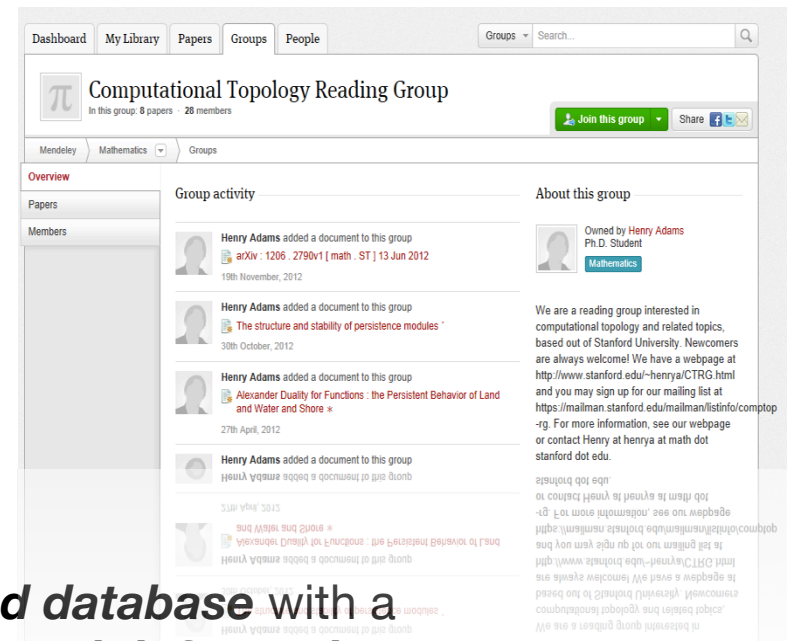 Dashboard My Library Papers Groups People Groups Search...
π Computational Topology Reading Group
In this group: 8 papers · 28 members
Join this group Share
Mendeley Mathematics Groups
Overview
Papers
Members
Group activity
Henry Adams added a document to this group
arXiv : 1206 . 2790v1 [ math . ST ] 13 Jun 2012
19th November, 2012
Henry Adams added a document to this group
The structure and stability of persistence modules ˆ
30th October, 2012
Henry Adams added a document to this group
Alexander Duality for Functions : the Persistent Behavior of Land
and Water and Shore ∗
27th April, 2012
Henry Adams added a document to this group
About this group
Owned by Henry Adams
Ph.D. Student
Mathematics
We are a reading group interested in
computational topology and related topics,
based out of Stanford University. Newcomers
are always welcome! We have a webpage at
http://www.stanford.edu/~henrya/CTRG.html
and you may sign up for our mailing list at
https://mailman.stanford.edu/mailman/listinfo/comptop
-rg. For more information, see our webpage
or contact Henry at henrya at math dot
stanford dot edu.
d database with a